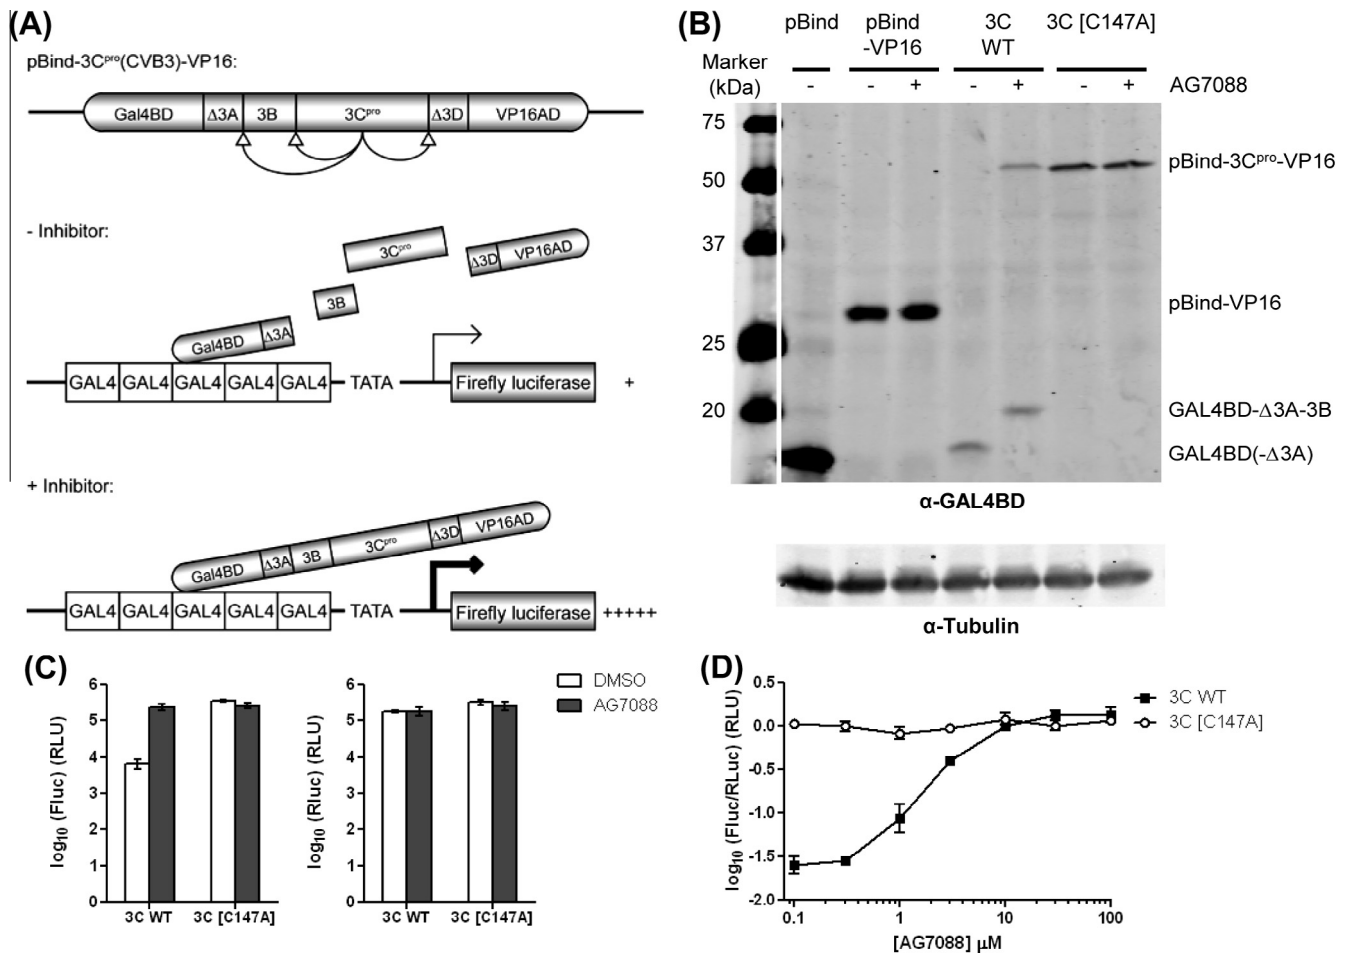 (A)
pBind-3Cpro(CVB3)-VP16:
Gal4BD Δ3A 3B 3Cpro Δ3D VP16AD
- Inhibitor:
3Cpro
Δ3D VP16AD
3B
Gal4BD Δ3A
GAL4 GAL4 GAL4 GAL4 GAL4 TATA Firefly luciferase +
+ Inhibitor:
Gal4BD Δ3A 3B 3Cpro Δ3D VP16AD
GAL4 GAL4 GAL4 GAL4 GAL4 TATA Firefly luciferase +++++
(B)
pBind pBind -VP16 3C WT 3C [C147A]
Marker (kDa)
- - + - + - + AG7088
75
50
37
25
20
pBind-3Cpro-VP16
pBind-VP16
GAL4BD-Δ3A-3B
GAL4BD(-Δ3A)
α-GAL4BD
α-Tubulin
(C)
log10 (Fluc) (RLU)
6
5
4
3
2
1
0
3C WT 3C [C147A]
log10 (Rluc) (RLU)
6
5
4
3
2
1
0
3C WT 3C [C147A]
DMSO
AG7088
(D)
log10 (Fluc/RLuc) (RLU)
0.5
0.0
-0.5
-1.0
-1.5
-2.0
0.1 1 10 100
[AG7088] μM
3C WT
3C [C147A]